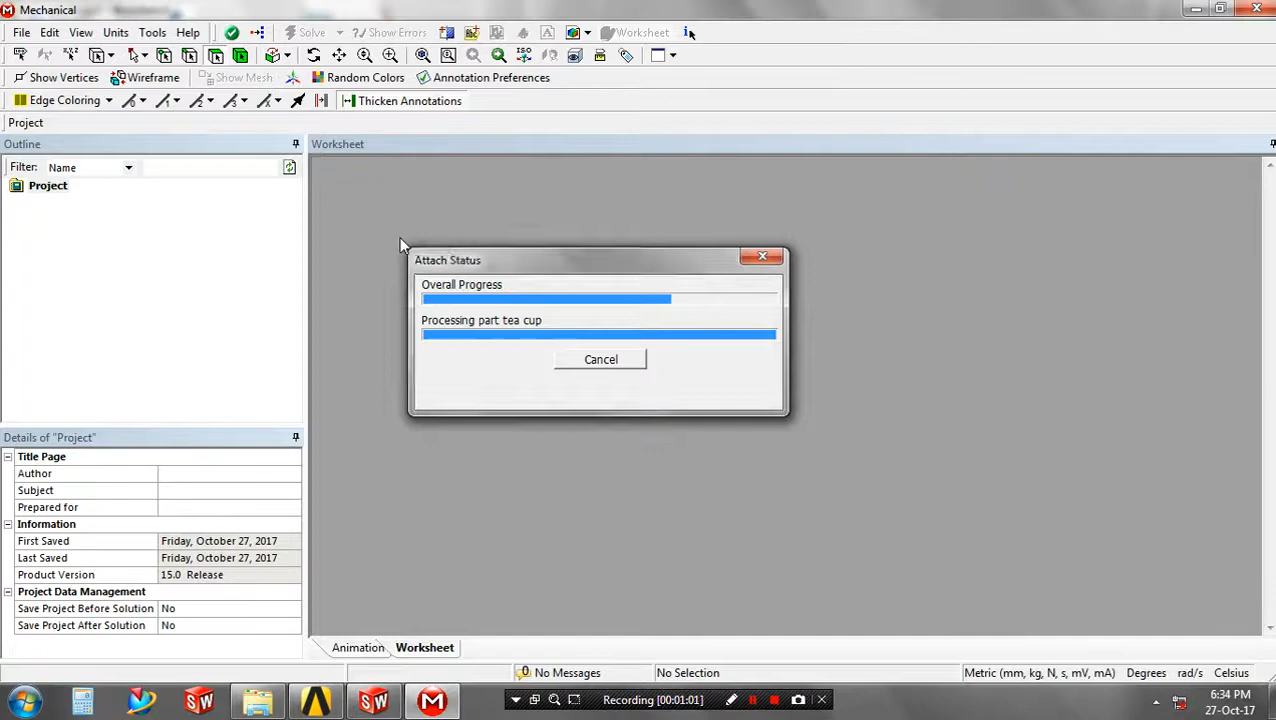 Mechanical
File Edit View Units Tools Help Solve Show Errors Worksheet
Show Vertices Wireframe Show Mesh Random Colors Annotation Preferences
Edge Coloring Thicken Annotations
Project
Outline
Worksheet
Filter: Name
Project
Attach Status
Overall Progress
Processing part tea cup
Cancel
Details of "Project"
Title Page
Author
Subject
Prepared for
Information
First Saved Friday, October 27, 2017
Last Saved Friday, October 27, 2017
Product Version 15.0 Release
Project Data Management
Save Project Before Solution No
Save Project After Solution No
Animation Worksheet
0 No Messages No Selection Metric (mm, kg, N, s, mV, mA) Degrees rad/s Celsius
Recording [00:01:01]
6:34 PM
27-Oct-17